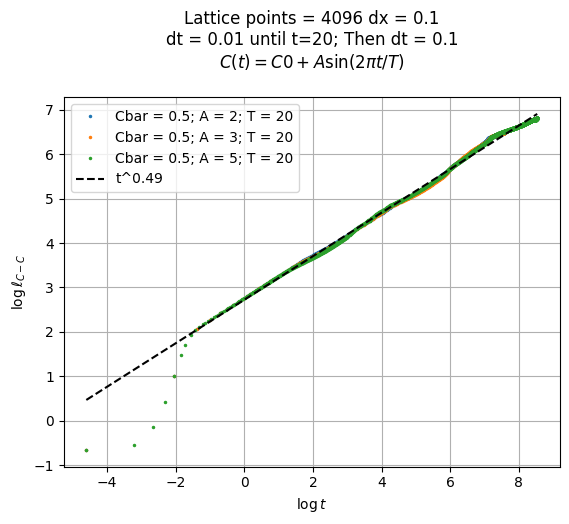 Lattice points = 4096 dx = 0.1
dt = 0.01 until t=20; Then dt = 0.1
C(t) = C0 + A sin(2πt/T)
Cbar = 0.5; A = 2; T = 20
Cbar = 0.5; A = 3; T = 20
Cbar = 0.5; A = 5; T = 20
t^0.49
7
6
5
4
3
2
1
0
−1
log ℓ_{C−C}
−4 −2 0 2 4 6 8
log t